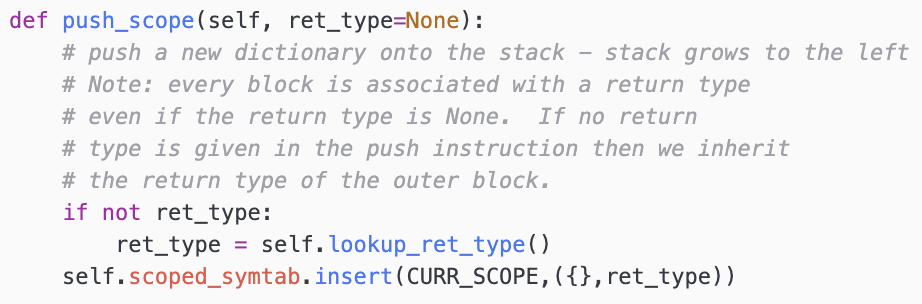 def push_scope(self, ret_type=None):
    # push a new dictionary onto the stack – stack grows to the left
    # Note: every block is associated with a return type
    # even if the return type is None.  If no return
    # type is given in the push instruction then we inherit
    # the return type of the outer block.
    if not ret_type:
        ret_type = self.lookup_ret_type()
    self.scoped_symtab.insert(CURR_SCOPE,({},ret_type))